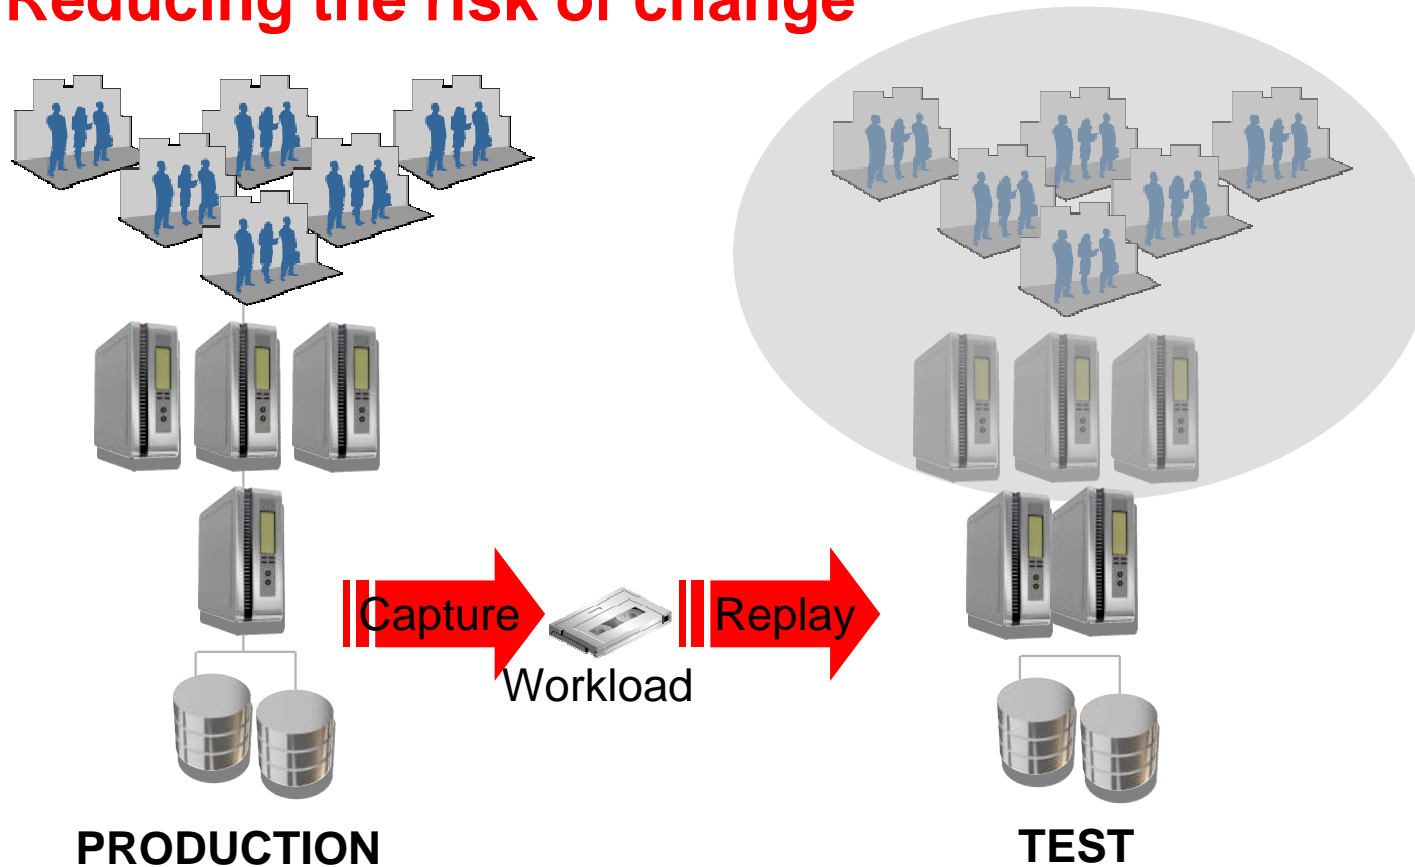 Reducing the risk of change
Capture
Replay
Workload
PRODUCTION
TEST